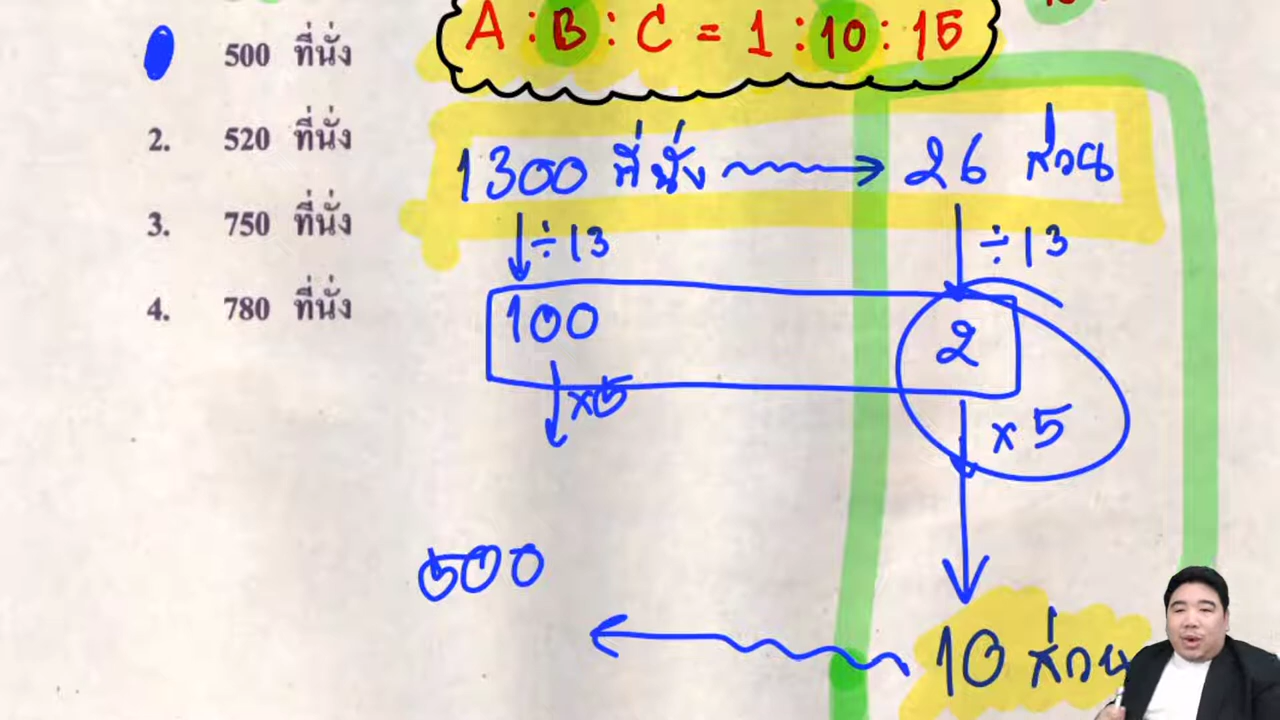 A : B : C = 1 : 10 : 15
500 ที่นั่ง
2. 520 ที่นั่ง
3. 750 ที่นั่ง
4. 780 ที่นั่ง
1300 ที่นั่ง → 26 ส่วน
÷13 ÷13
100 2
×5 × 5
500
10 ส่วน